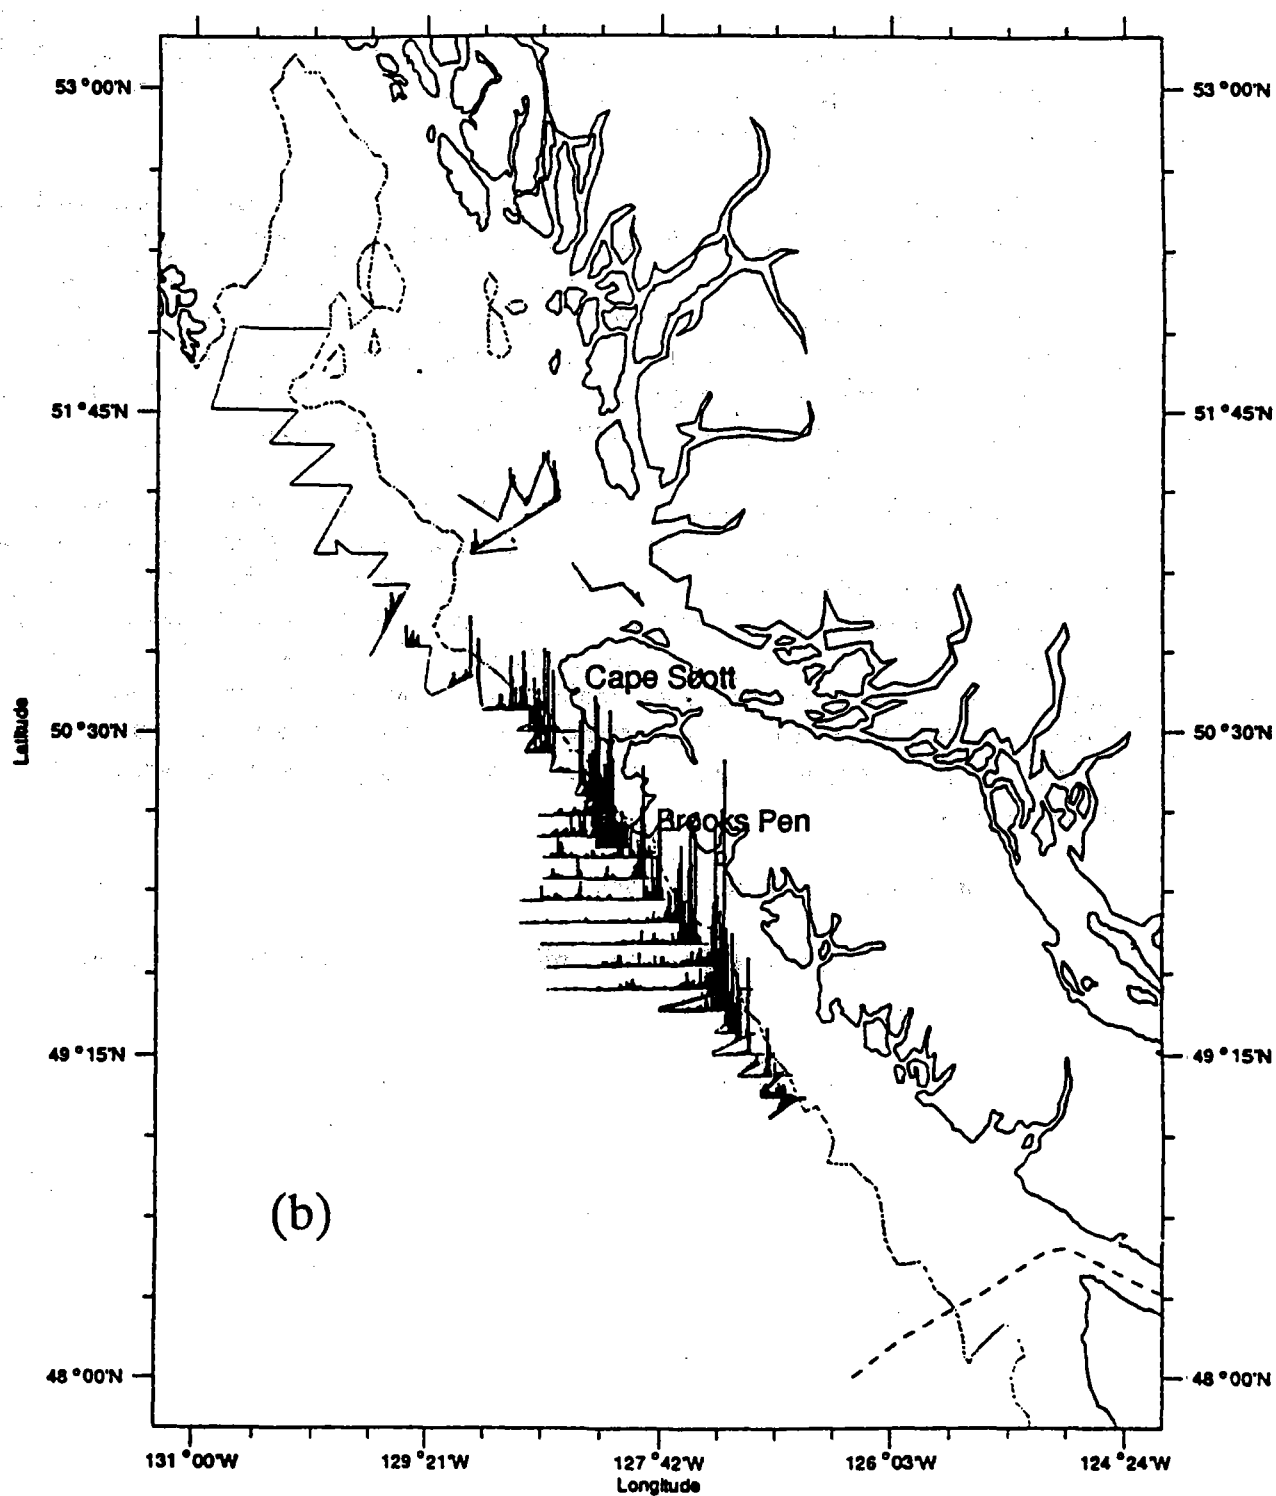 53 °00'N
53 °00'N
51 °45'N
51 °45'N
Cape Scott
Latitude
50 °30'N
50 °30'N
Brooks Pen
49 °15'N
49 °15'N
(b)
48 °00'N
48 °00'N
131 °00'W
129 °21'W
127 °42'W
126 °03'W
124 °24'W
Longitude